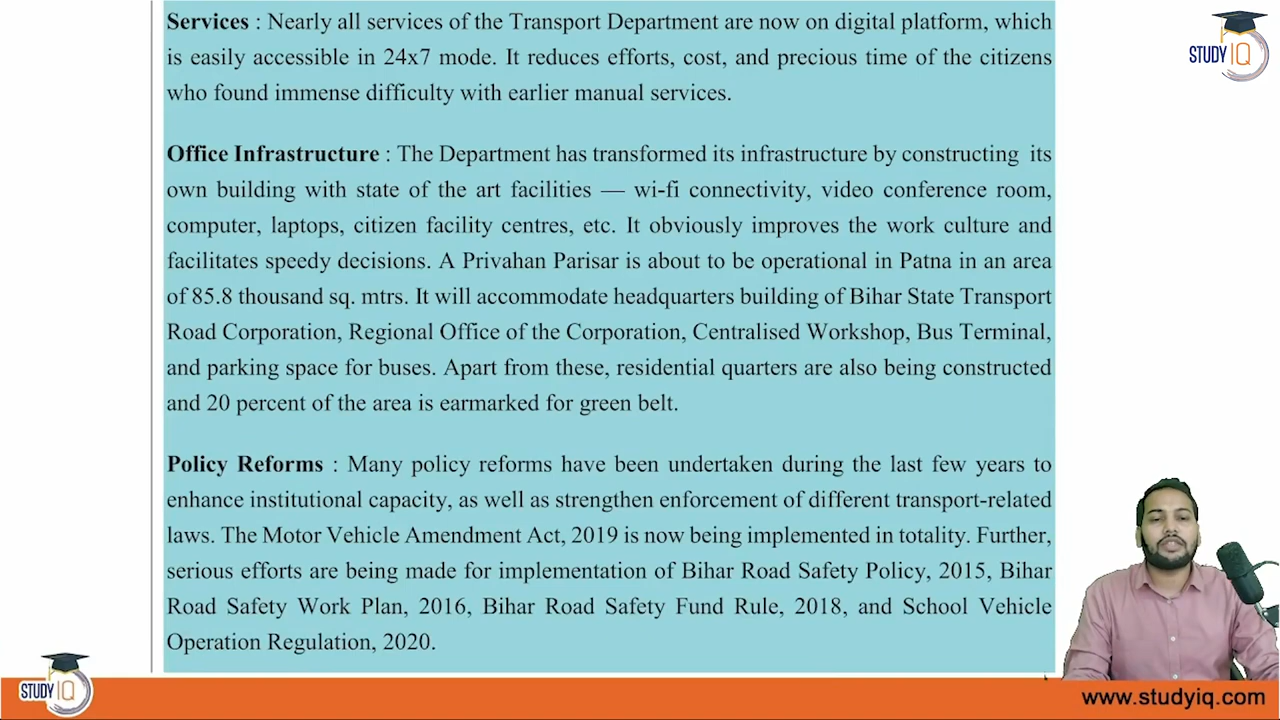 Services : Nearly all services of the Transport Department are now on digital platform, which
is easily accessible in 24x7 mode. It reduces efforts, cost, and precious time of the citizens
who found immense difficulty with earlier manual services.
STUDY IQ
Office Infrastructure : The Department has transformed its infrastructure by constructing its
own building with state of the art facilities — wi-fi connectivity, video conference room,
computer, laptops, citizen facility centres, etc. It obviously improves the work culture and
facilitates speedy decisions. A Privahan Parisar is about to be operational in Patna in an area
of 85.8 thousand sq. mtrs. It will accommodate headquarters building of Bihar State Transport
Road Corporation, Regional Office of the Corporation, Centralised Workshop, Bus Terminal,
and parking space for buses. Apart from these, residential quarters are also being constructed
and 20 percent of the area is earmarked for green belt.
Policy Reforms : Many policy reforms have been undertaken during the last few years to
enhance institutional capacity, as well as strengthen enforcement of different transport-related
laws. The Motor Vehicle Amendment Act, 2019 is now being implemented in totality. Further,
serious efforts are being made for implementation of Bihar Road Safety Policy, 2015, Bihar
Road Safety Work Plan, 2016, Bihar Road Safety Fund Rule, 2018, and School Vehicle
Operation Regulation, 2020.
STUDY IQ
www.studyiq.com